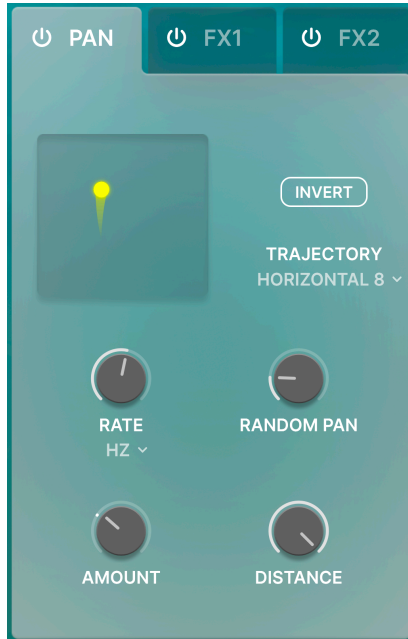 PAN FX1 FX2
INVERT
TRAJECTORY
HORIZONTAL 8
RATE RANDOM PAN
HZ
AMOUNT DISTANCE